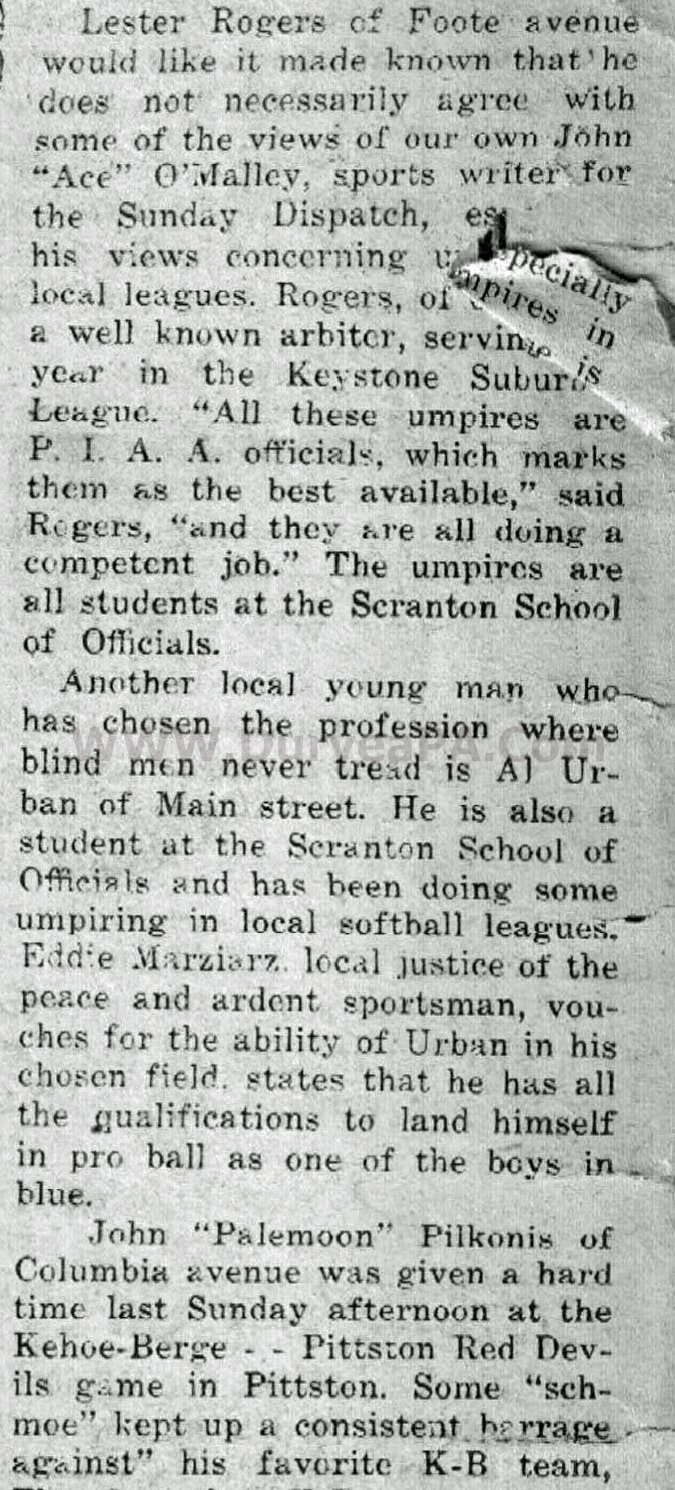 Lester Rogers of Foote avenue
would like it made known that he
does not necessarily agree with
some of the views of our own John
"Ace" O'Malley, sports writer for
the Sunday Dispatch, especially
his views concerning umpires in
local leagues. Rogers, of is
a well known arbiter, serving
year in the Keystone
League. "All these umpires are
P. I. A. A. officials, which marks
them as the best available," said
Rogers, "and they are all doing a
competent job." The umpires are
all students at the Scranton School
of Officials.
Another local young man who
has chosen the profession where
www.DuryeaPA.Com
blind men never tread is Al Ur-
ban of Main street. He is also a
student at the Scranton School of
Officials and has been doing some
umpiring in local softball leagues.
Eddie Marziarz, local justice of the
peace and ardent sportsman, vou-
ches for the ability of Urban in his
chosen field, states that he has all
the qualifications to land himself
in pro ball as one of the boys in
blue.
John "Palemoon" Pilkonis of
Columbia avenue was given a hard
time last Sunday afternoon at the
Kehoe-Berge - - Pittston Red Dev-
ils game in Pittston. Some "sch-
moe" kept up a consistent barrage
against" his favorite K-B team,